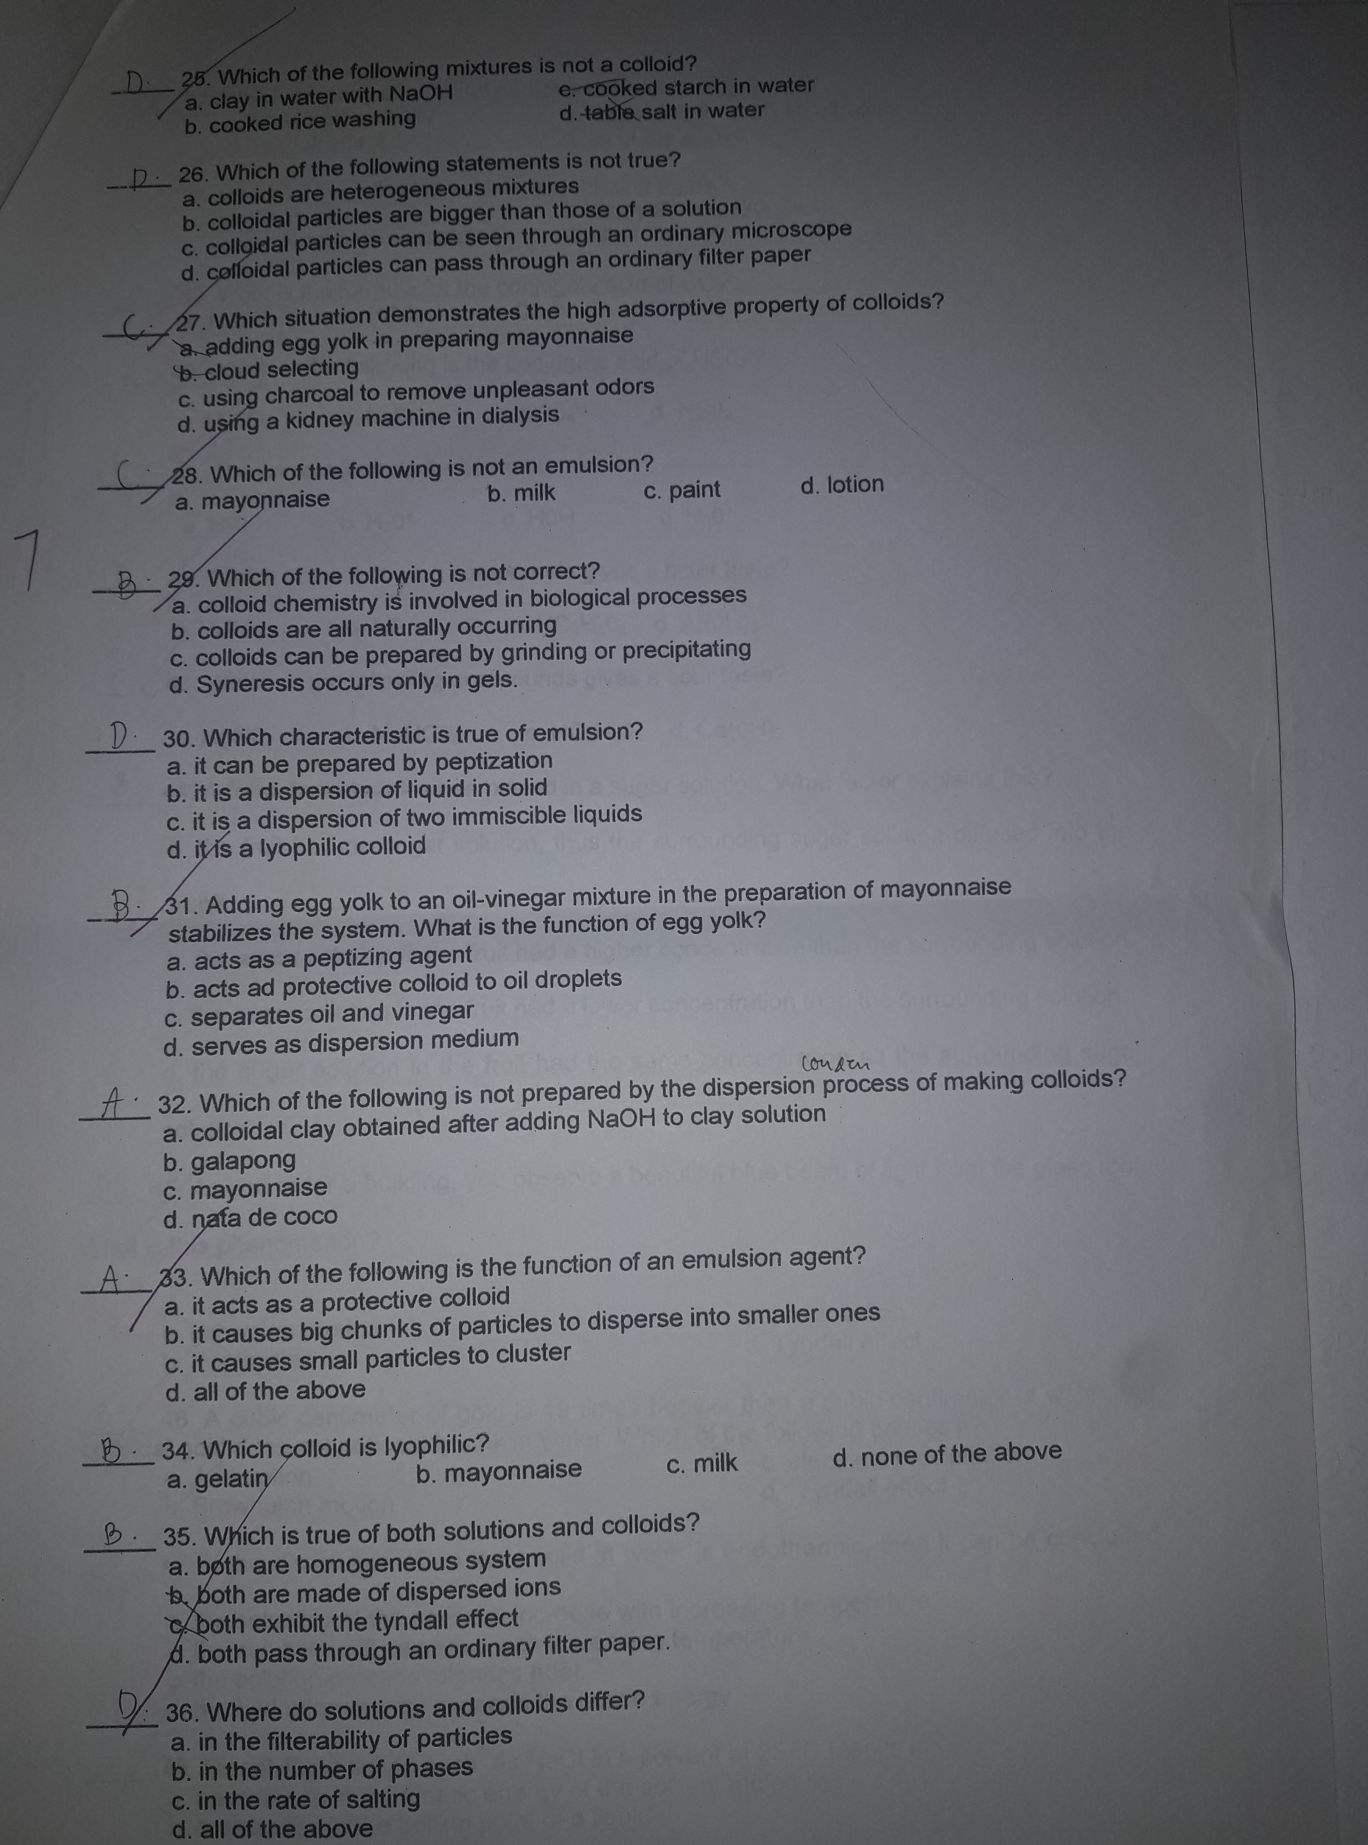 D. 25. Which of the following mixtures is not a colloid?
a. clay in water with NaOH e. cooked starch in water
b. cooked rice washing d. table salt in water
D. 26. Which of the following statements is not true?
a. colloids are heterogeneous mixtures
b. colloidal particles are bigger than those of a solution
c. colloidal particles can be seen through an ordinary microscope
d. colloidal particles can pass through an ordinary filter paper
C. 27. Which situation demonstrates the high adsorptive property of colloids?
a. adding egg yolk in preparing mayonnaise
b. cloud selecting
c. using charcoal to remove unpleasant odors
d. using a kidney machine in dialysis
C. 28. Which of the following is not an emulsion?
a. mayonnaise b. milk c. paint d. lotion
7
B. 29. Which of the following is not correct?
a. colloid chemistry is involved in biological processes
b. colloids are all naturally occurring
c. colloids can be prepared by grinding or precipitating
d. Syneresis occurs only in gels.
D. 30. Which characteristic is true of emulsion?
a. it can be prepared by peptization
b. it is a dispersion of liquid in solid
c. it is a dispersion of two immiscible liquids
d. it is a lyophilic colloid
B. 31. Adding egg yolk to an oil-vinegar mixture in the preparation of mayonnaise
stabilizes the system. What is the function of egg yolk?
a. acts as a peptizing agent
b. acts ad protective colloid to oil droplets
c. separates oil and vinegar
d. serves as dispersion medium
conden
A. 32. Which of the following is not prepared by the dispersion process of making colloids?
a. colloidal clay obtained after adding NaOH to clay solution
b. galapong
c. mayonnaise
d. nata de coco
A. 33. Which of the following is the function of an emulsion agent?
a. it acts as a protective colloid
b. it causes big chunks of particles to disperse into smaller ones
c. it causes small particles to cluster
d. all of the above
B. 34. Which colloid is lyophilic?
a. gelatin b. mayonnaise c. milk d. none of the above
B. 35. Which is true of both solutions and colloids?
a. both are homogeneous system
b. both are made of dispersed ions
c. both exhibit the tyndall effect
d. both pass through an ordinary filter paper.
D. 36. Where do solutions and colloids differ?
a. in the filterability of particles
b. in the number of phases
c. in the rate of salting
d. all of the above